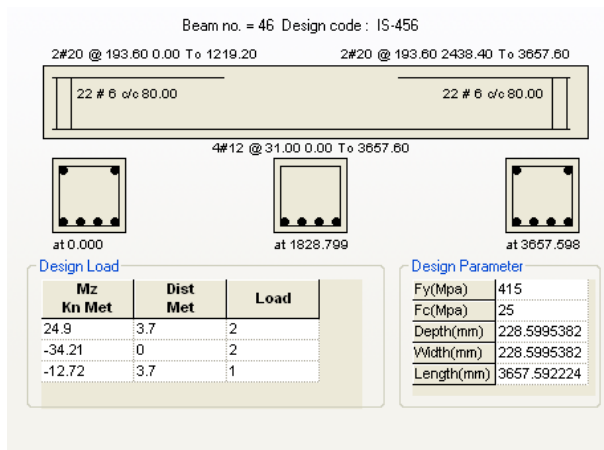 Beam no. = 46 Design code : IS-456
2#20 @ 193.60 0.00 To 1219.20 2#20 @ 193.60 2438.40 To 3657.60
22 # 6 c/c 80.00 22 # 6 c/c 80.00
4#12 @ 31.00 0.00 To 3657.60
at 0.000 at 1828.799 at 3657.598
Design Load Design Parameter
Mz Kn Met Dist Met Load
24.9 3.7 2
-34.21 0 2
-12.72 3.7 1
Fy(Mpa) 415
Fc(Mpa) 25
Depth(mm) 228.5995382
Width(mm) 228.5995382
Length(mm) 3657.592224